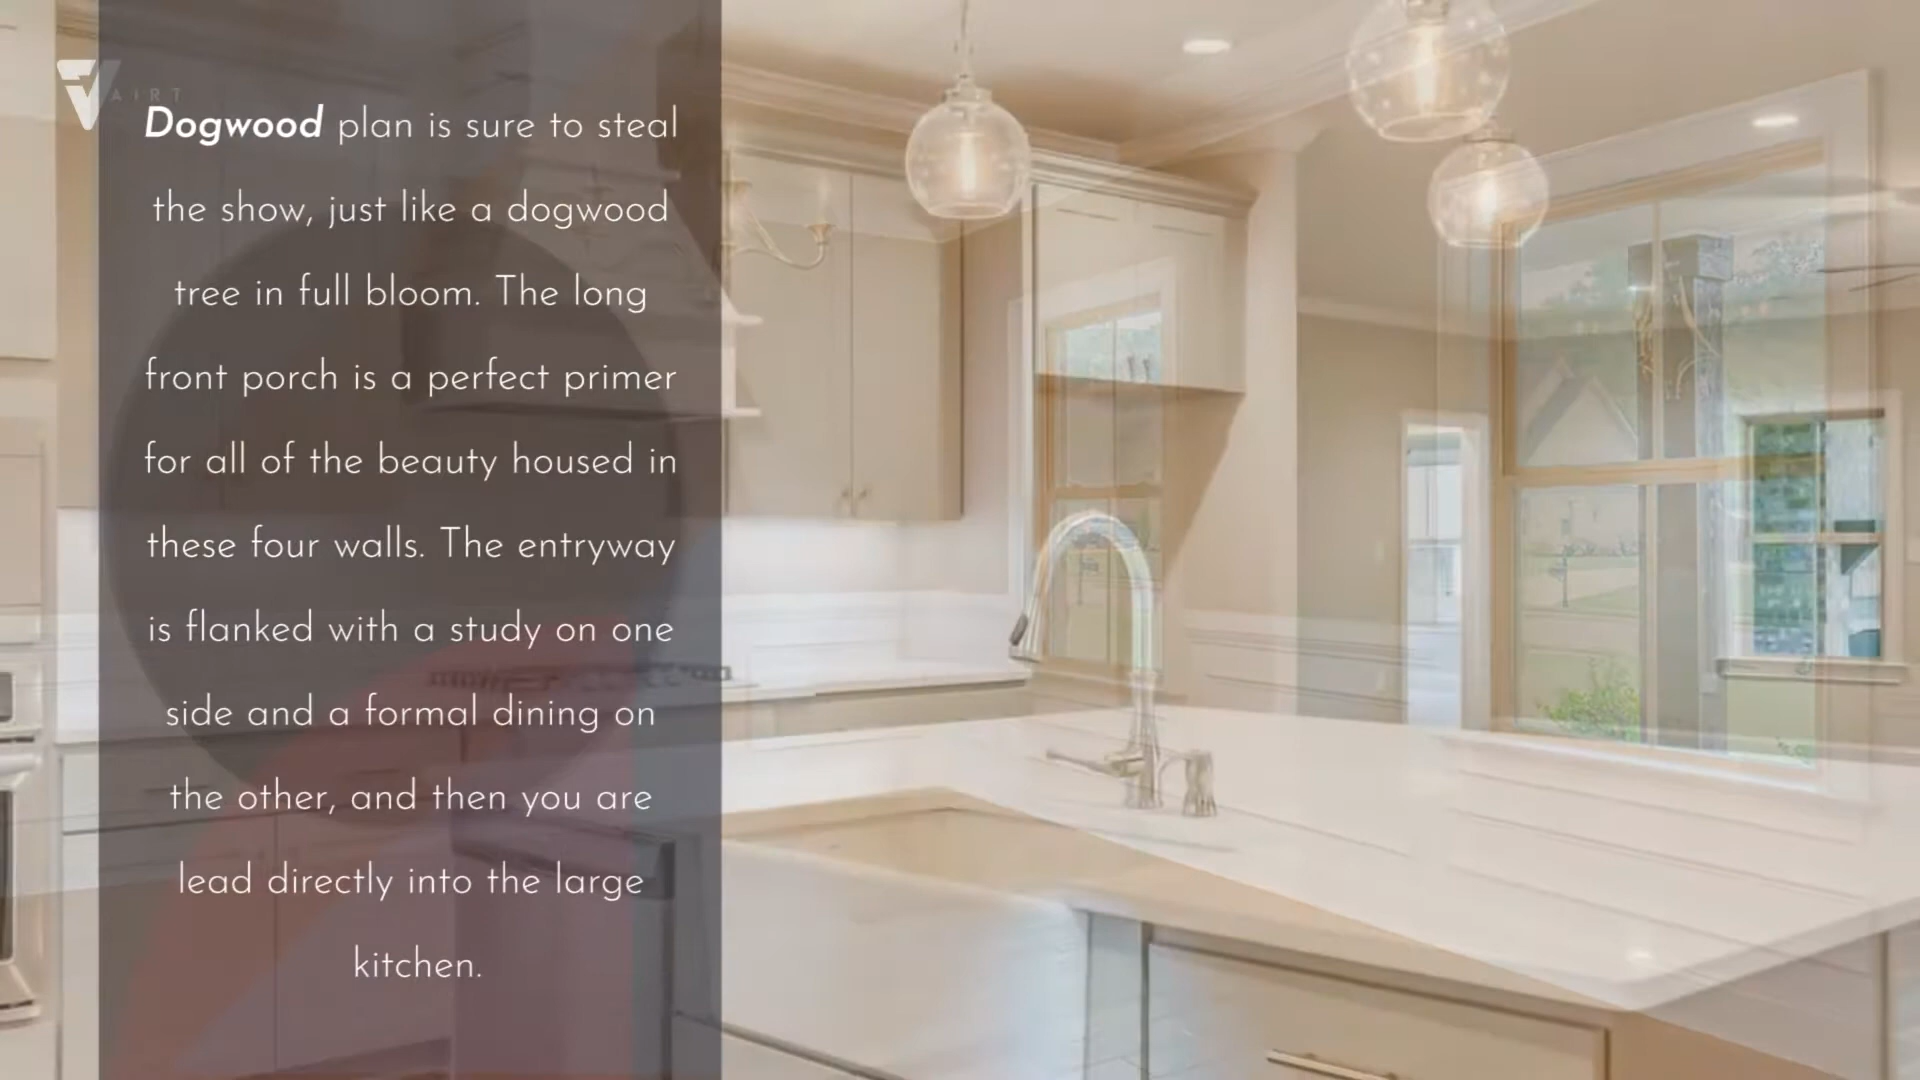 AIRT
Dogwood plan is sure to steal
the show, just like a dogwood
tree in full bloom. The long
front porch is a perfect primer
for all of the beauty housed in
these four walls. The entryway
is flanked with a study on one
side and a formal dining on
the other, and then you are
lead directly into the large
kitchen.